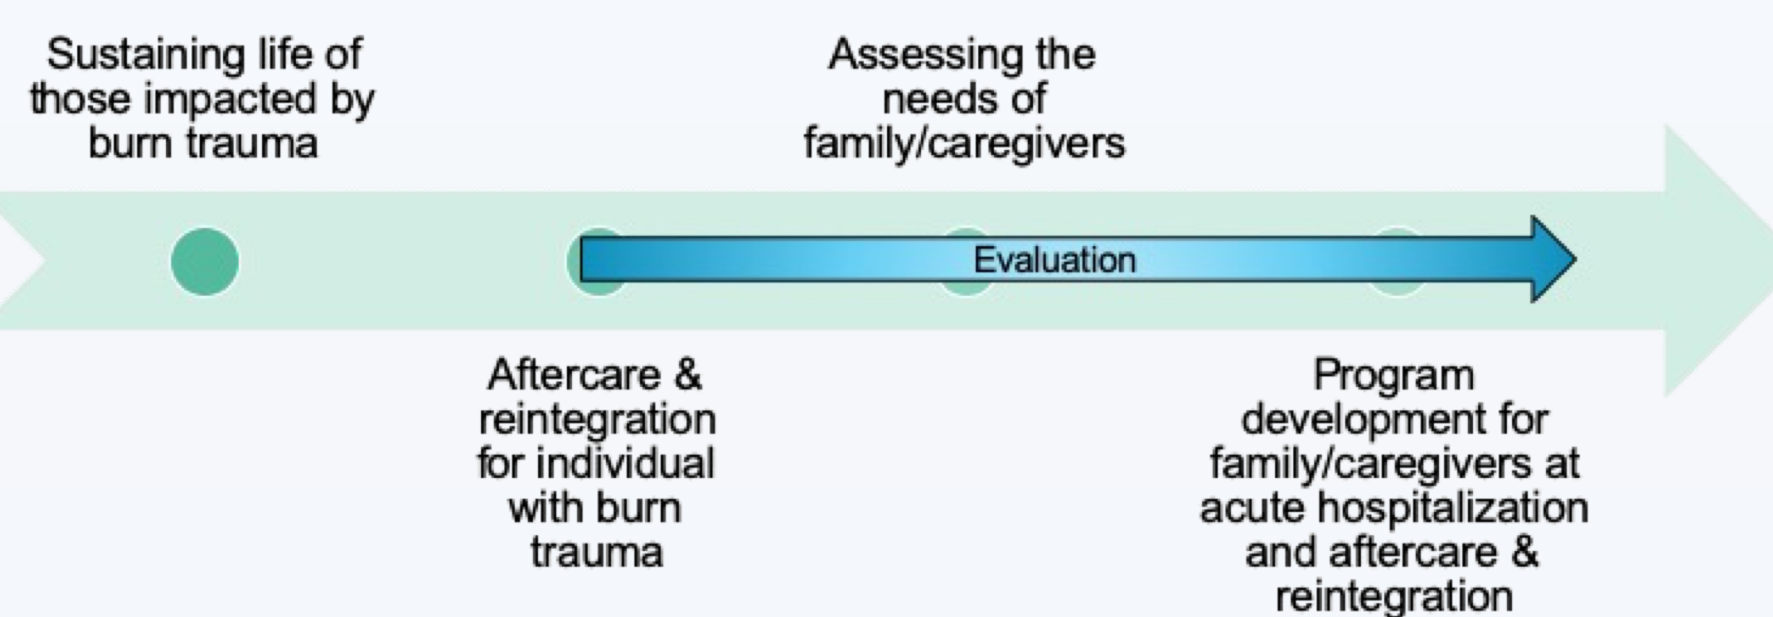 Sustaining life of
those impacted by
burn trauma
Assessing the
needs of
family/caregivers
Evaluation
Aftercare &
reintegration
for individual
with burn
trauma
Program
development for
family/caregivers at
acute hospitalization
and aftercare &
reintegration